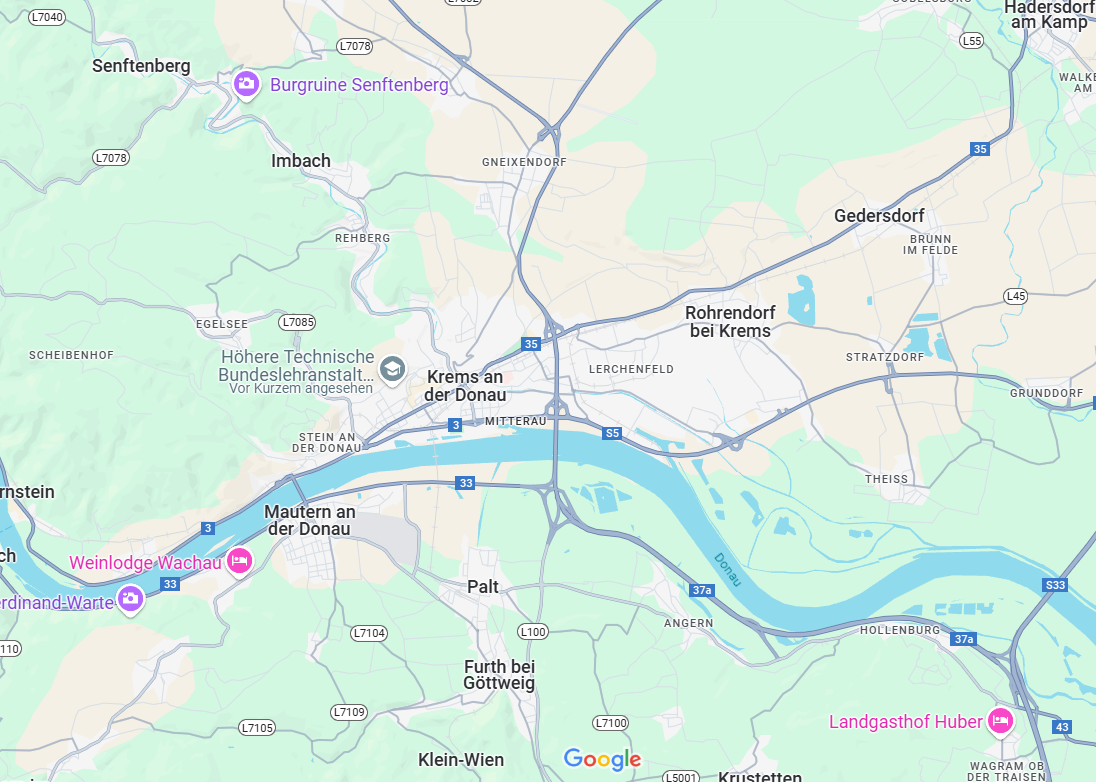 L7040
L7078
L55
Hadersdorf
am Kamp
Senftenberg
Burgruine Senftenberg
L7078
Imbach
GNEIXENDORF
35
REHBERG
Gedersdorf
BRUNN
IM FELDE
L45
EGELSEE
L7085
Rohrendorf
bei Krems
SCHEIBENHOF
Höhere Technische
Bundeslehranstalt...
Vor Kurzem angesehen
35
Krems an
der Donau
LERCHENFELD
STRATZDORF
GRUNDDORF
3
MITTERAU
S5
STEIN AN
DER DONAU
THEISS
33
Mautern an
der Donau
3
Weinlodge Wachau
33
Donau
Palt
37a
S33
L7104
L100
ANGERN
HOLLENBURG
37a
Furth bei
Göttweig
L7109
L7105
L7100
Landgasthof Huber
43
Klein-Wien
Google
L5001
Krustetten
WAGRAM OB
DER TRAISEN